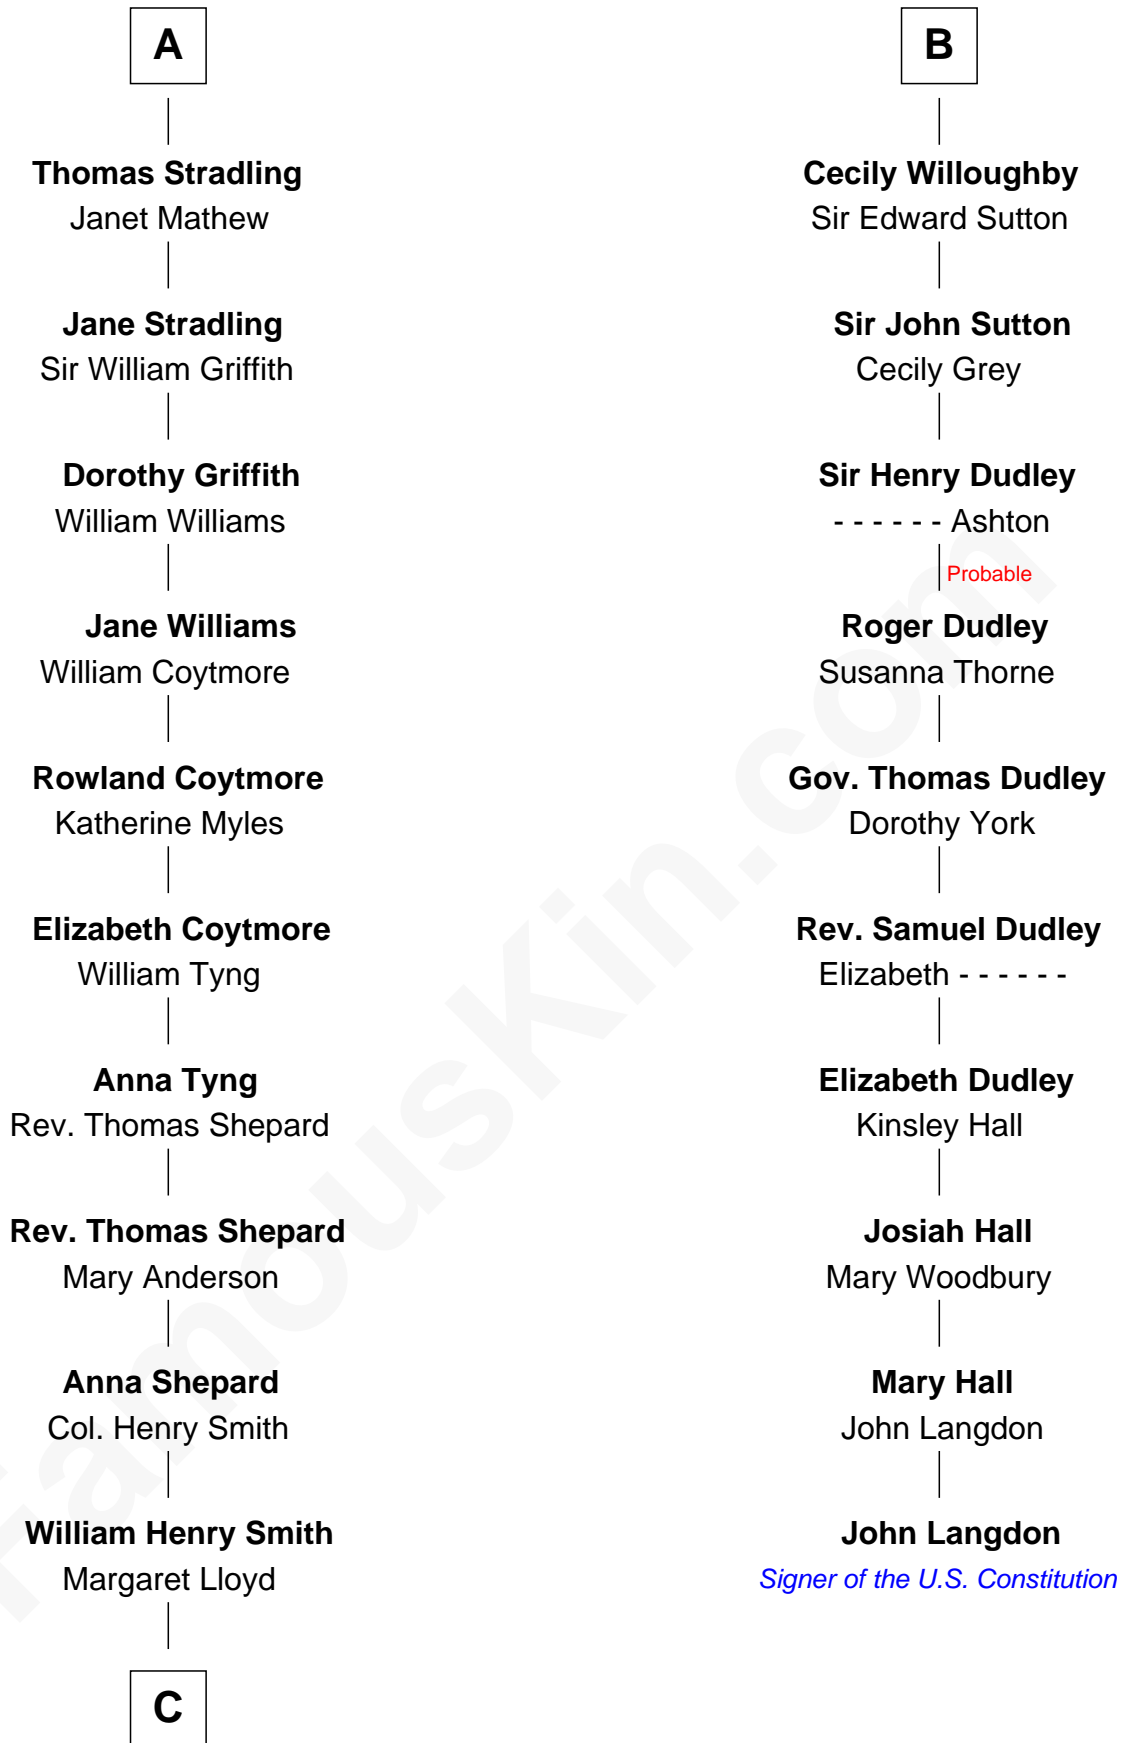 A
Thomas Stradling
Janet Mathew
Jane Stradling
Sir William Griffith
Dorothy Griffith
William Williams
Jane Williams
William Coytmore
Rowland Coytmore
Katherine Myles
Elizabeth Coytmore
William Tyng
Anna Tyng
Rev. Thomas Shepard
Rev. Thomas Shepard
Mary Anderson
Anna Shepard
Col. Henry Smith
William Henry Smith
Margaret Lloyd
C
B
Cecily Willoughby
Sir Edward Sutton
Sir John Sutton
Cecily Grey
Sir Henry Dudley
- - - - - - Ashton
Probable
Roger Dudley
Susanna Thorne
Gov. Thomas Dudley
Dorothy York
Rev. Samuel Dudley
Elizabeth - - - - - -
Elizabeth Dudley
Kinsley Hall
Josiah Hall
Mary Woodbury
Mary Hall
John Langdon
John Langdon
Signer of the U.S. Constitution
FamousKin.com